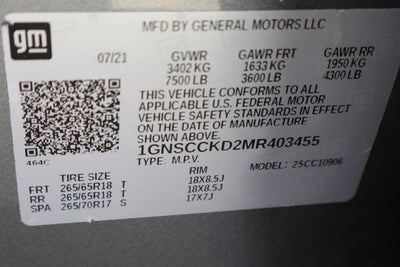 gm
MFD BY GENERAL MOTORS LLC
07/21 GVWR GAWR FRT GAWR RR
3402 KG 1633 KG 1950 KG
7500 LB 3600 LB 4300 LB
THIS VEHICLE CONFORMS TO ALL
APPLICABLE U.S. FEDERAL MOTOR
VEHICLE SAFETY STANDARDS IN EFFECT
ON THE DATE OF MANUFACTURE
SHOWN ABOVE.
464C 1GNSCCKD2MR403455
TYPE: M.P.V. MODEL: 25CC10906
TIRE SIZE RIM
FRT 265/65R18 T 18X8.5J
RR 265/65R18 T 18X8.5J
SPA 265/70R17 S 17X7J